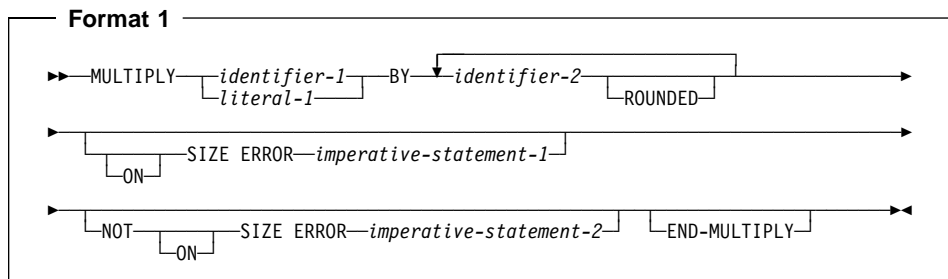 Format 1
MULTIPLY identifier-1 BY identifier-2
literal-1 ROUNDED
SIZE ERROR imperative-statement-1
ON
NOT SIZE ERROR imperative-statement-2 END-MULTIPLY
ON